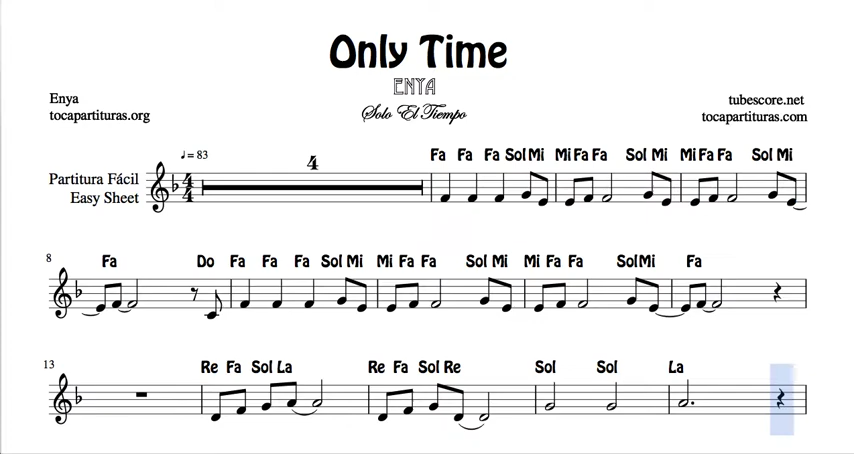 Only Time
ENYA
Solo El Tiempo
Enya
tocapartituras.org
tubescore.net
tocapartituras.com
♩= 83
4
Fa Fa Fa Sol Mi Mi Fa Fa Sol Mi Mi Fa Fa Sol Mi
Partitura Fácil
Easy Sheet
4
4
8
Fa Do Fa Fa Fa Sol Mi Mi Fa Fa Sol Mi Mi Fa Fa Sol Mi Fa
13
Re Fa Sol La Re Fa Sol Re Sol Sol La